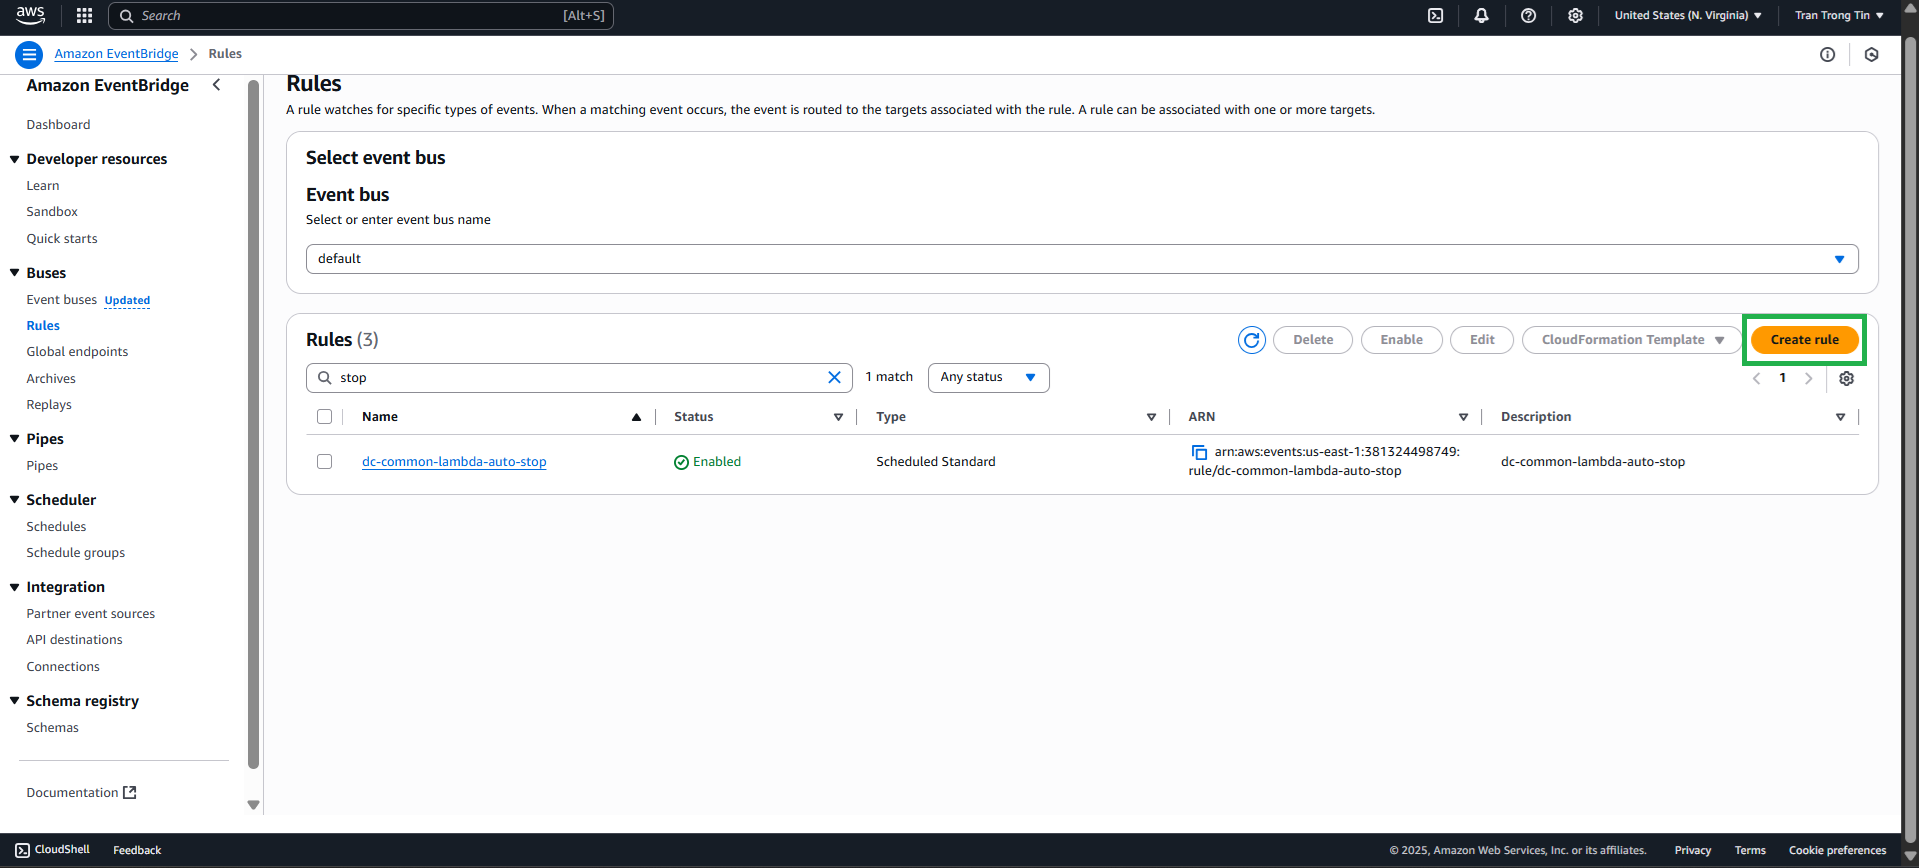 aws
Search [Alt+S]
United States (N. Virginia)
Tran Trong Tin
Amazon EventBridge
Rules
Amazon EventBridge
Dashboard
Developer resources
Learn
Sandbox
Quick starts
Buses
Event buses Updated
Rules
Global endpoints
Archives
Replays
Pipes
Pipes
Scheduler
Schedules
Schedule groups
Integration
Partner event sources
API destinations
Connections
Schema registry
Schemas
Documentation
Rules
A rule watches for specific types of events. When a matching event occurs, the event is routed to the targets associated with the rule. A rule can be associated with one or more targets.
Select event bus
Event bus
Select or enter event bus name
default
Rules (3)
Delete
Enable
Edit
CloudFormation Template
Create rule
stop
1 match
Any status
1
Name Status Type ARN Description
dc-common-lambda-auto-stop Enabled Scheduled Standard arn:aws:events:us-east-1:381324498749:
rule/dc-common-lambda-auto-stop dc-common-lambda-auto-stop
CloudShell Feedback © 2025, Amazon Web Services, Inc. or its affiliates. Privacy Terms Cookie preferences